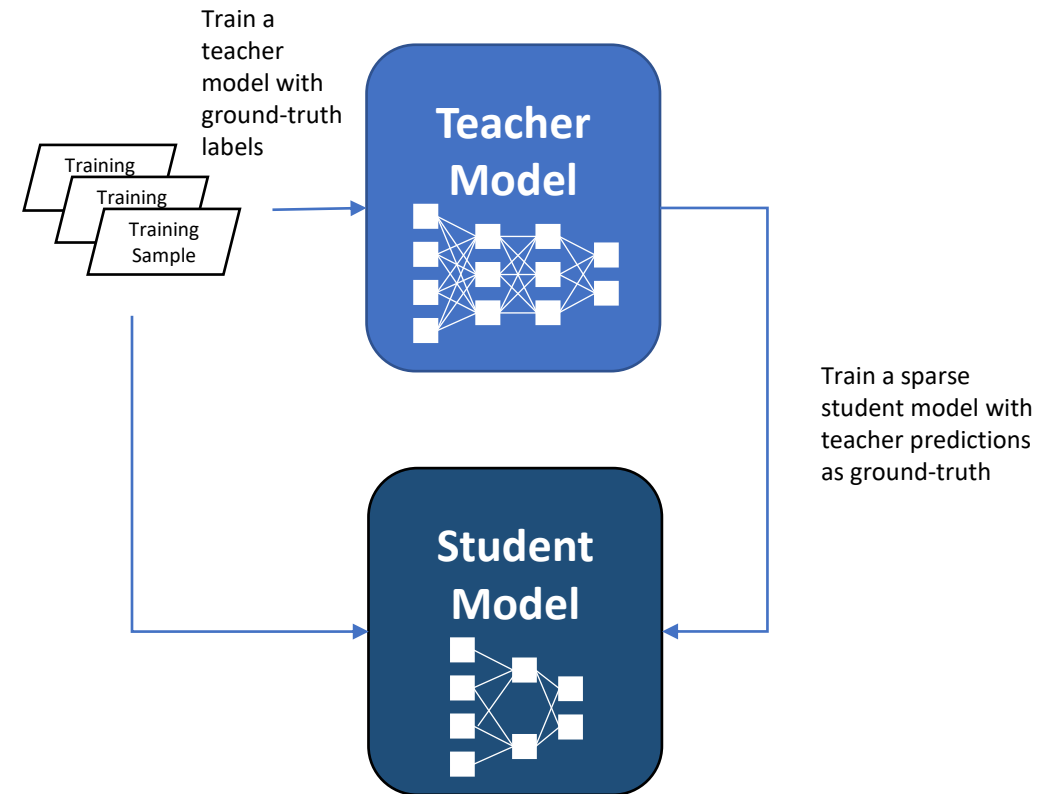 Train a
teacher
model with
ground-truth
labels
Training
Training
Training
Sample
Teacher
Model
Train a sparse
student model with
teacher predictions
as ground-truth
Student
Model